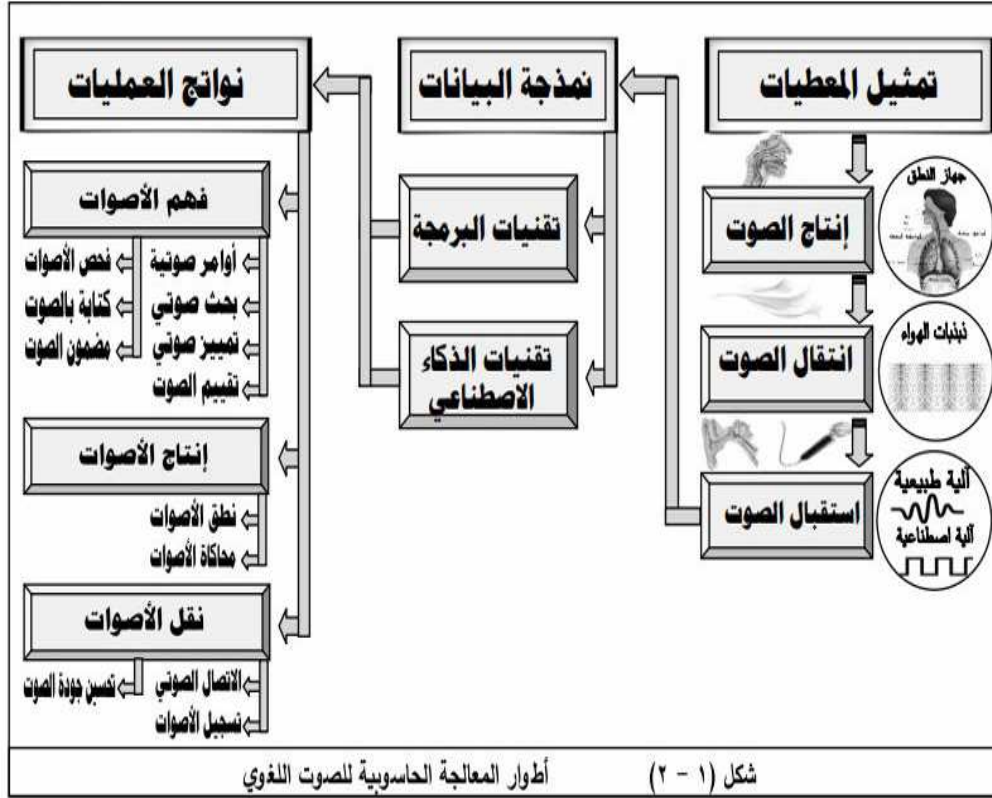 تمثيل المعطيات
جهاز النطق
إنتاج الصوت
ذبذبات الهواء
انتقال الصوت
آلية طبيعية
آلية اصطناعية
استقبال الصوت
نمذجة البيانات
تقنيات البرمجة
تقنيات الذكاء
الاصطناعي
نواتج العمليات
فهم الأصوات
أوامر صوتية
بحث صوتي
تمييز صوتي
تقييم الصوت
فحص الأصوات
كتابة بالصوت
مضمون الصوت
إنتاج الأصوات
نطق الأصوات
محاكاة الأصوات
نقل الأصوات
الاتصال الصوتي
تسجيل الأصوات
تحسين جودة الصوت
شكل (١ - ٢) أطوار المعالجة الحاسوبية للصوت اللغوي